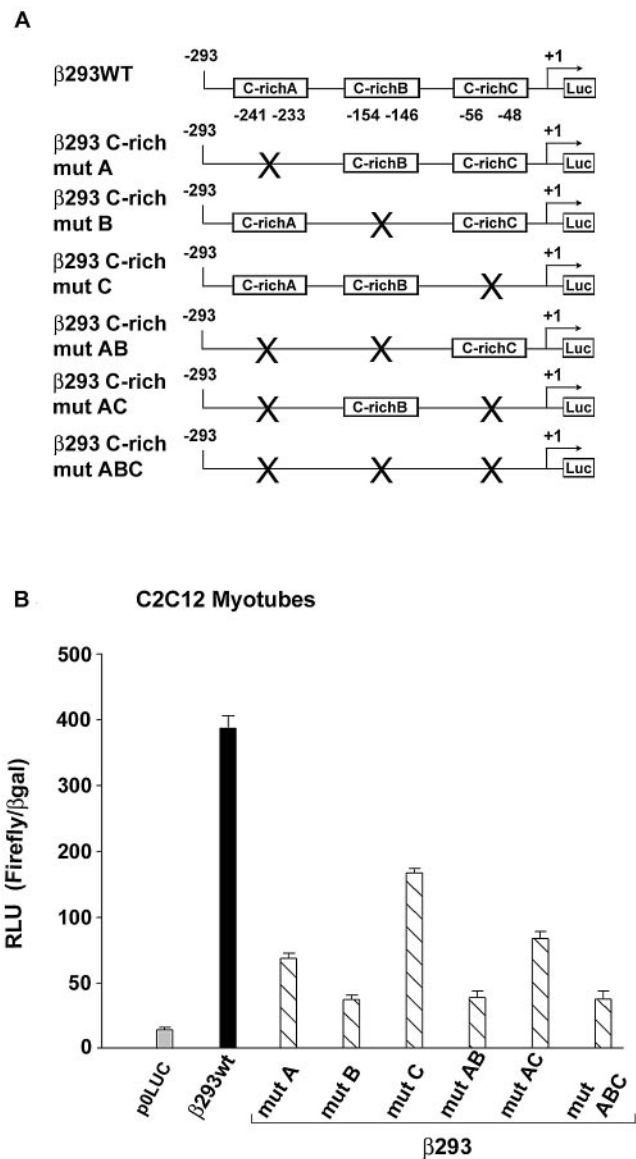 A
-293 +1
β293WT C-richA C-richB C-richC Luc
-241 -233 -154 -146 -56 -48
β293 C-rich -293 +1
mut A X C-richB C-richC Luc
β293 C-rich -293 +1
mut B C-richA X C-richC Luc
β293 C-rich -293 +1
mut C C-richA C-richB X Luc
β293 C-rich -293 +1
mut AB X X C-richC Luc
β293 C-rich -293 +1
mut AC X C-richB X Luc
β293 C-rich -293 +1
mut ABC X X X Luc
B C2C12 Myotubes
RLU (Firefly/βgal)
500
400
300
200
100
50
0
p0LUC β293wt mut A mut B mut C mut AB mut AC mut ABC
β293